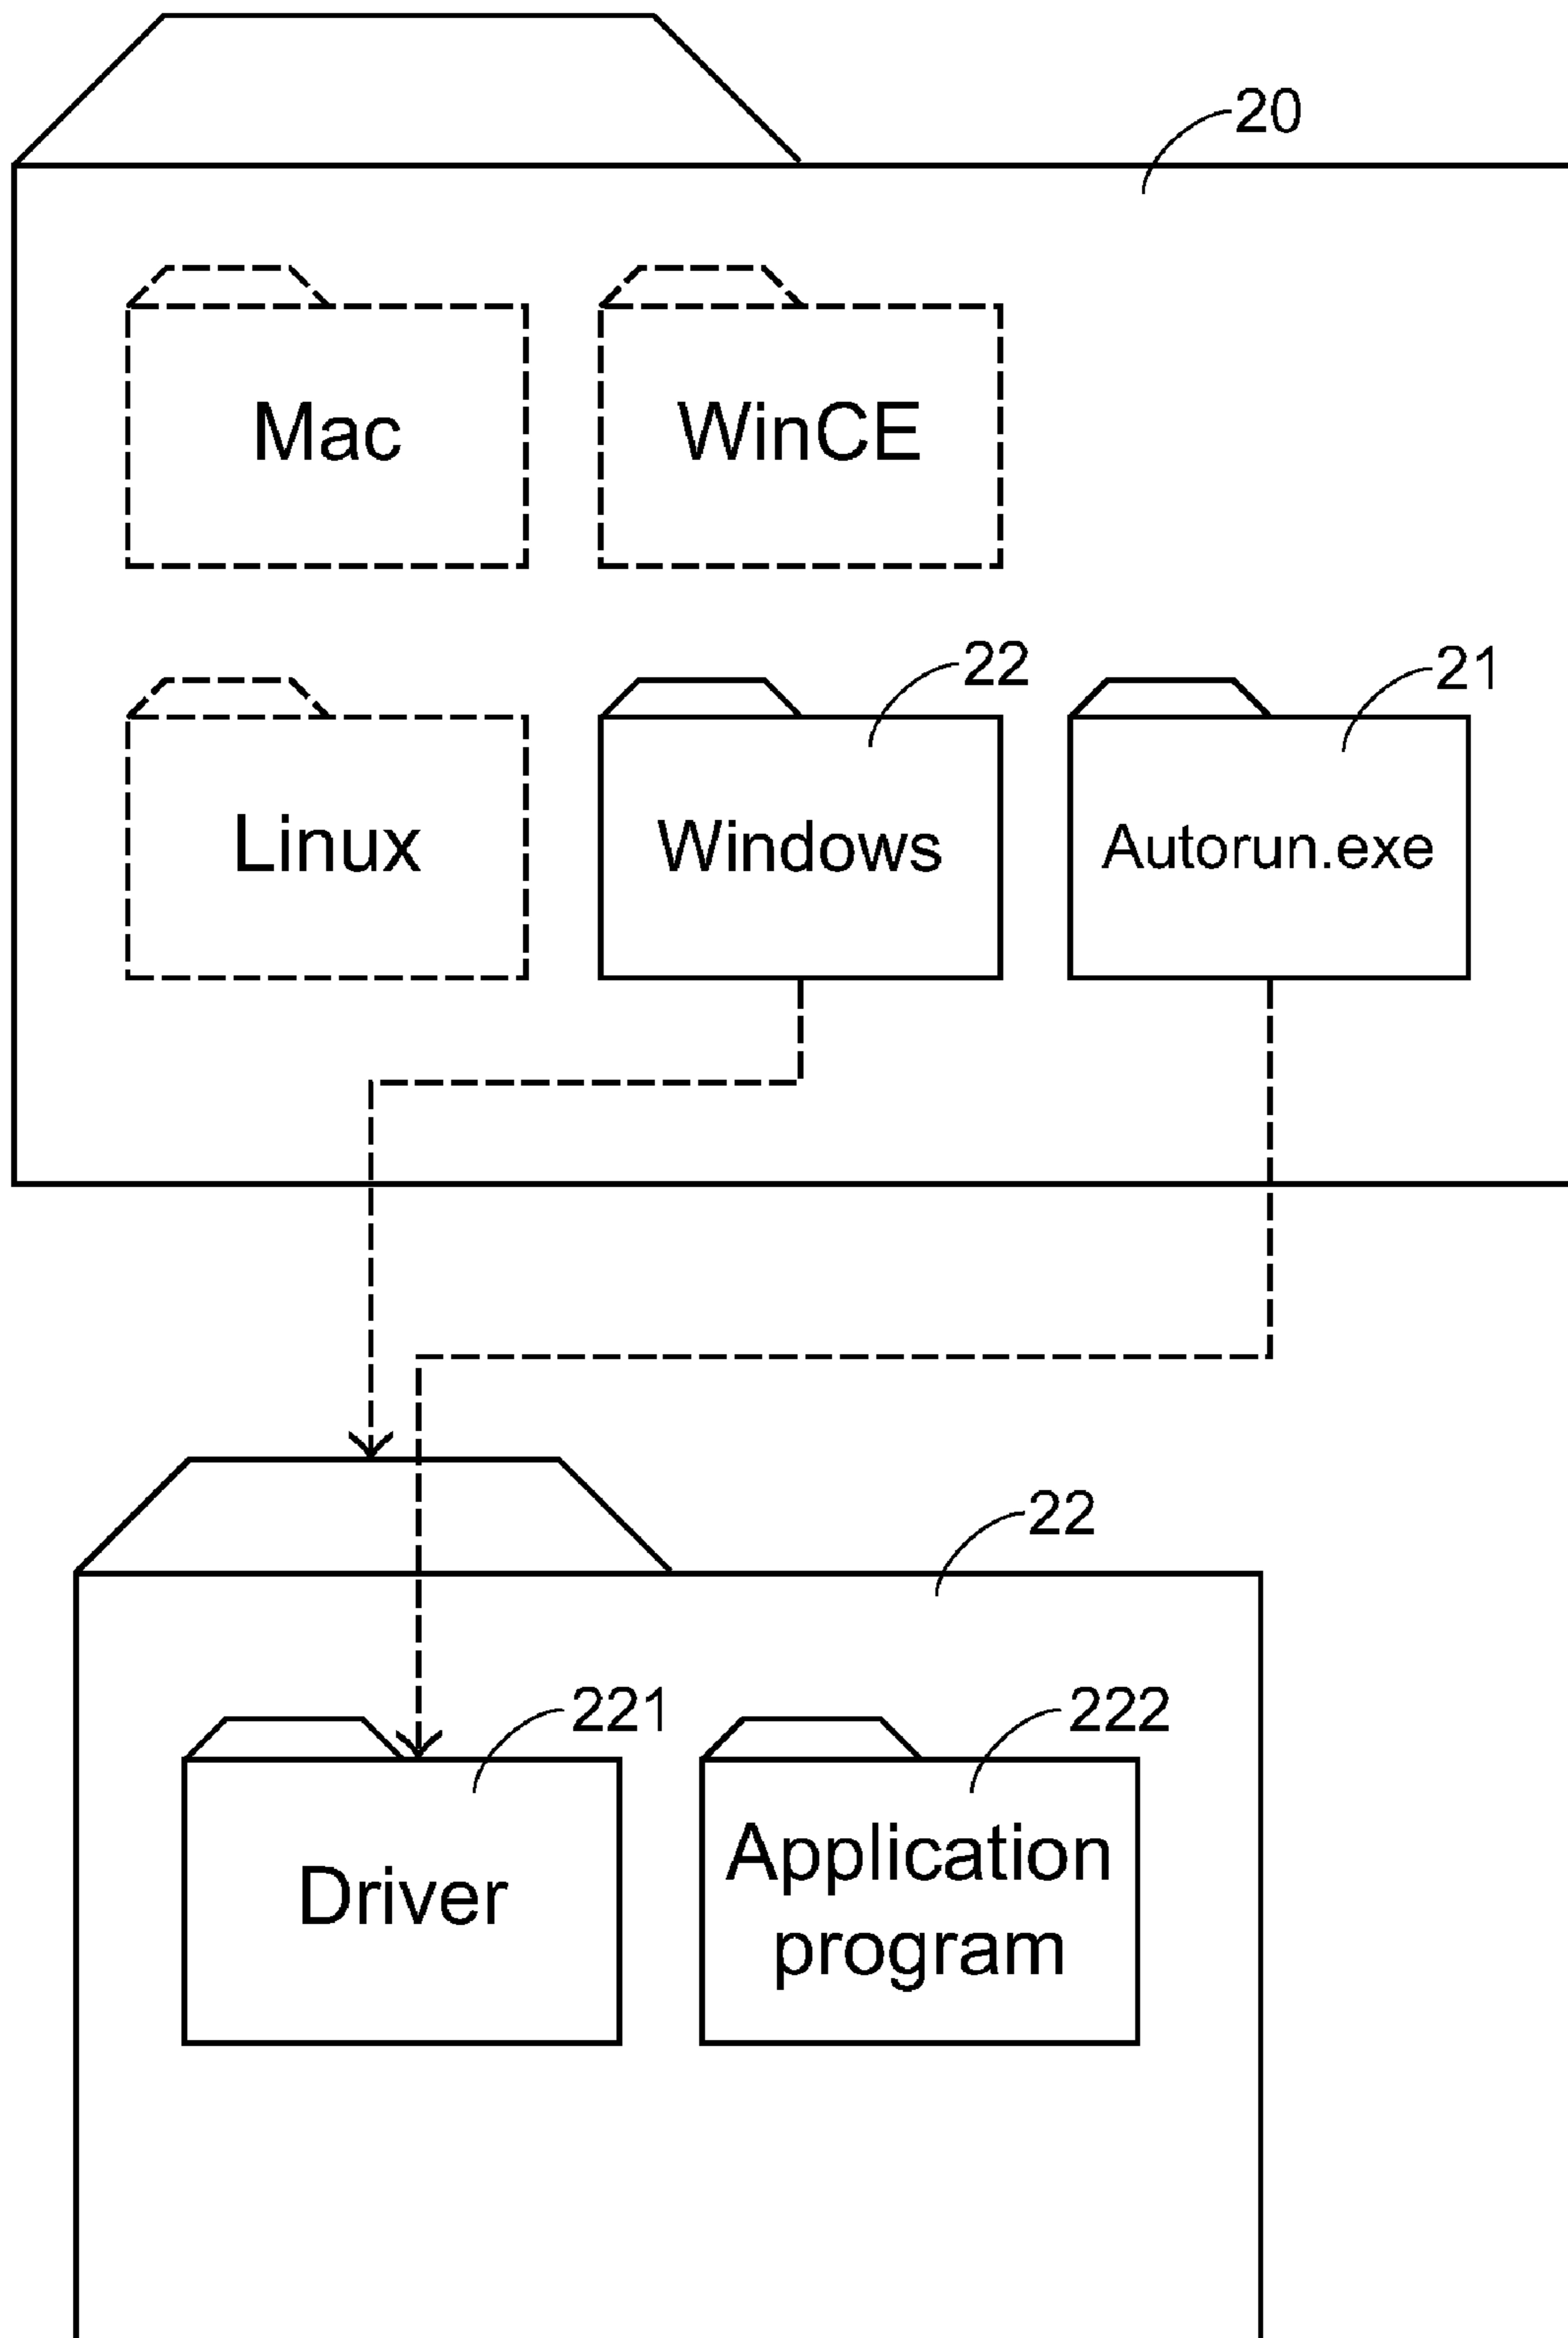 20
Mac
WinCE
22
21
Linux
Windows
Autorun.exe
22
221
222
Driver
Application
program